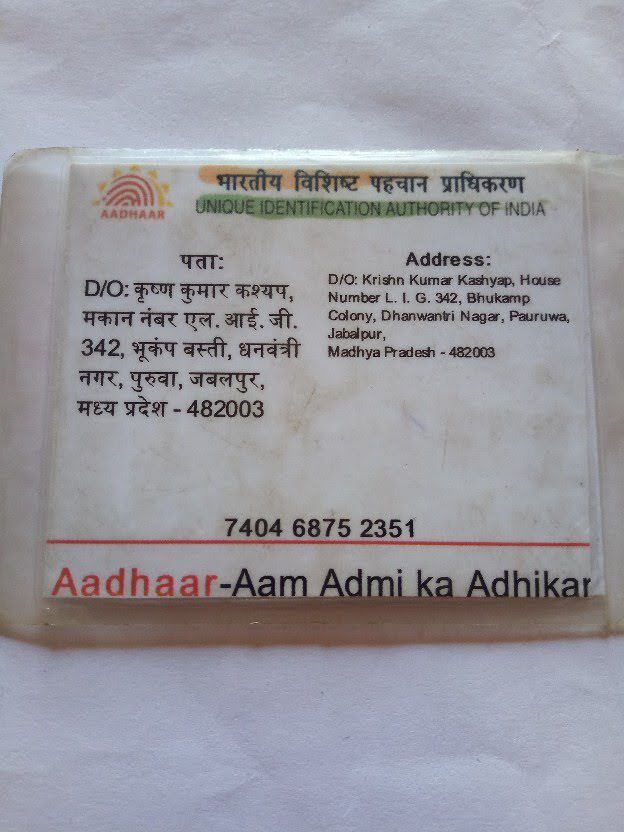 AADHAAR
भारतीय विशिष्ट पहचान प्राधिकरण
UNIQUE IDENTIFICATION AUTHORITY OF INDIA
पता:
D/O: कृष्ण कुमार कश्यप,
मकान नंबर एल. आई. जी.
342, भूकंप बस्ती, धनवंत्री
नगर, पुरुवा, जबलपुर,
मध्य प्रदेश - 482003
Address:
D/O: Krishn Kumar Kashyap, House
Number L. I. G. 342, Bhukamp
Colony, Dhanwantri Nagar, Pauruwa,
Jabalpur,
Madhya Pradesh - 482003
7404 6875 2351
Aadhaar-Aam Admi ka Adhikar